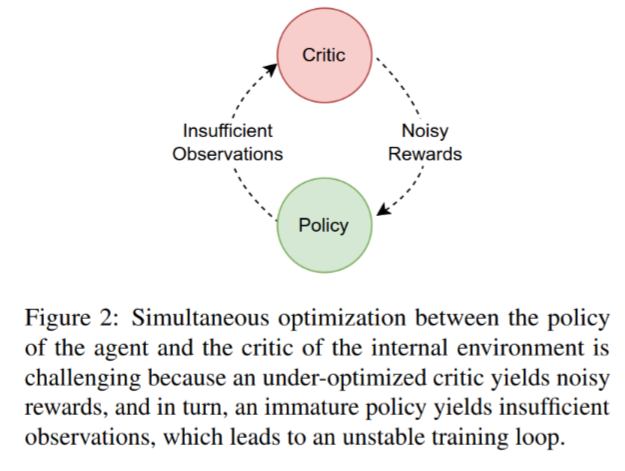 Critic
Insufficient
Observations
Noisy
Rewards
Policy
Figure 2: Simultaneous optimization between the policy
of the agent and the critic of the internal environment is
challenging because an under-optimized critic yields noisy
rewards, and in turn, an immature policy yields insufficient
observations, which leads to an unstable training loop.